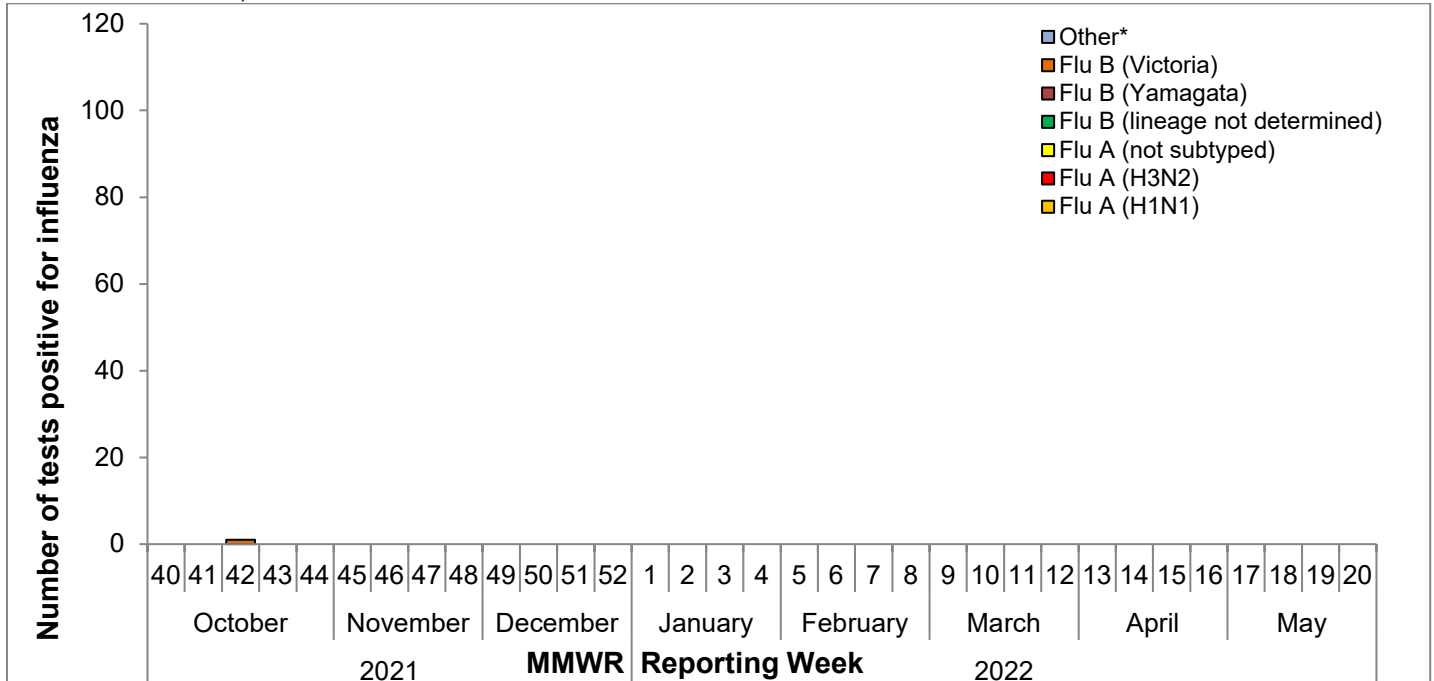 120
100
80
60
40
20
0
Number of tests positive for influenza
Other*
Flu B (Victoria)
Flu B (Yamagata)
Flu B (lineage not determined)
Flu A (not subtyped)
Flu A (H3N2)
Flu A (H1N1)
40 41 42 43 44 45 46 47 48 49 50 51 52 1 2 3 4 5 6 7 8 9 10 11 12 13 14 15 16 17 18 19 20
October November December January February March April May
2021 MMWR Reporting Week 2022